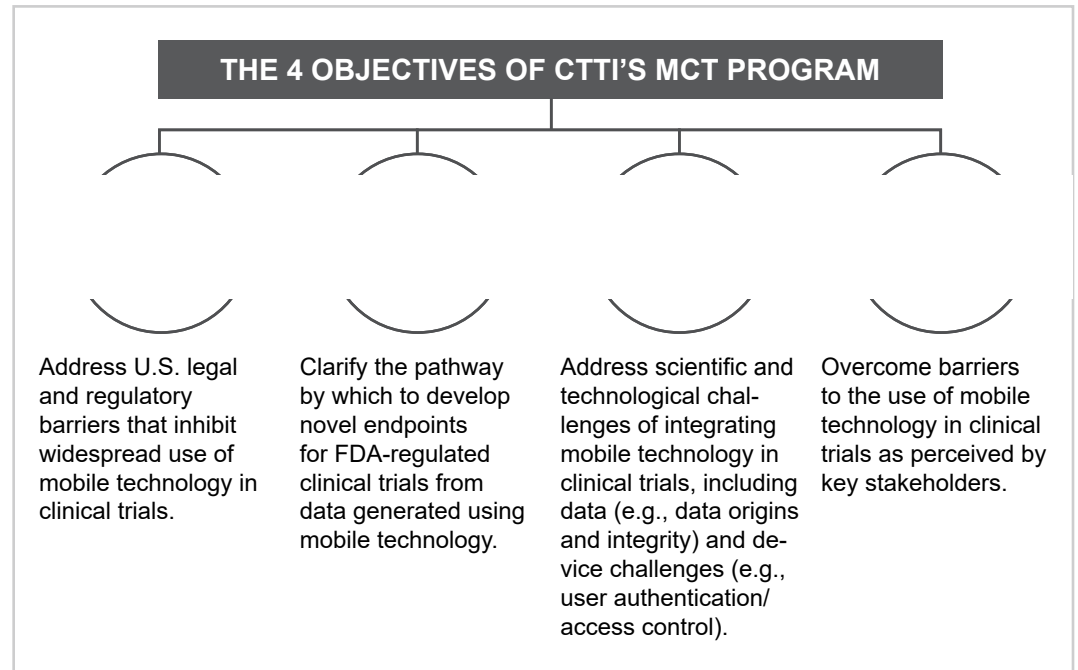 THE 4 OBJECTIVES OF CTTI'S MCT PROGRAM
Address U.S. legal
and regulatory
barriers that inhibit
widespread use of
mobile technology in
clinical trials.
Clarify the pathway
by which to develop
novel endpoints
for FDA-regulated
clinical trials from
data generated using
mobile technology.
Address scientific and
technological chal-
lenges of integrating
mobile technology in
clinical trials, including
data (e.g., data origins
and integrity) and de-
vice challenges (e.g.,
user authentication/
access control).
Overcome barriers
to the use of mobile
technology in clinical
trials as perceived by
key stakeholders.